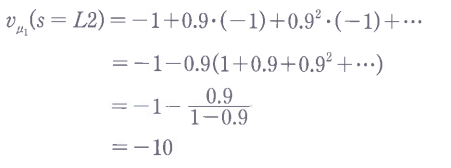 v_{μ_1}(s = L2) = -1 + 0.9·(-1) + 0.9²·(-1) + ···
= -1 - 0.9(1 + 0.9 + 0.9² + ···)
= -1 - \frac{0.9}{1-0.9}
= -10